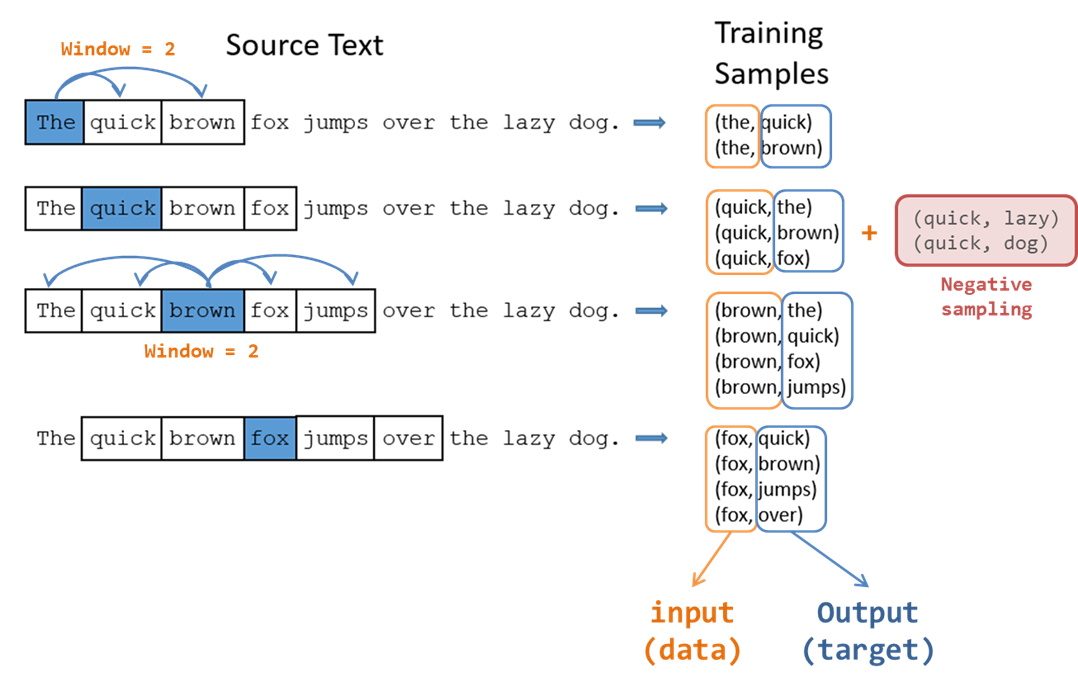 Window = 2
Source Text
Training
Samples
The quick brown fox jumps over the lazy dog.
(the, quick)
(the, brown)
The quick brown fox jumps over the lazy dog.
(quick, the)
(quick, brown)
(quick, fox)
+
(quick, lazy)
(quick, dog)
Negative
sampling
The quick brown fox jumps over the lazy dog.
Window = 2
(brown, the)
(brown, quick)
(brown, fox)
(brown, jumps)
The quick brown fox jumps over the lazy dog.
(fox, quick)
(fox, brown)
(fox, jumps)
(fox, over)
input
(data)
Output
(target)